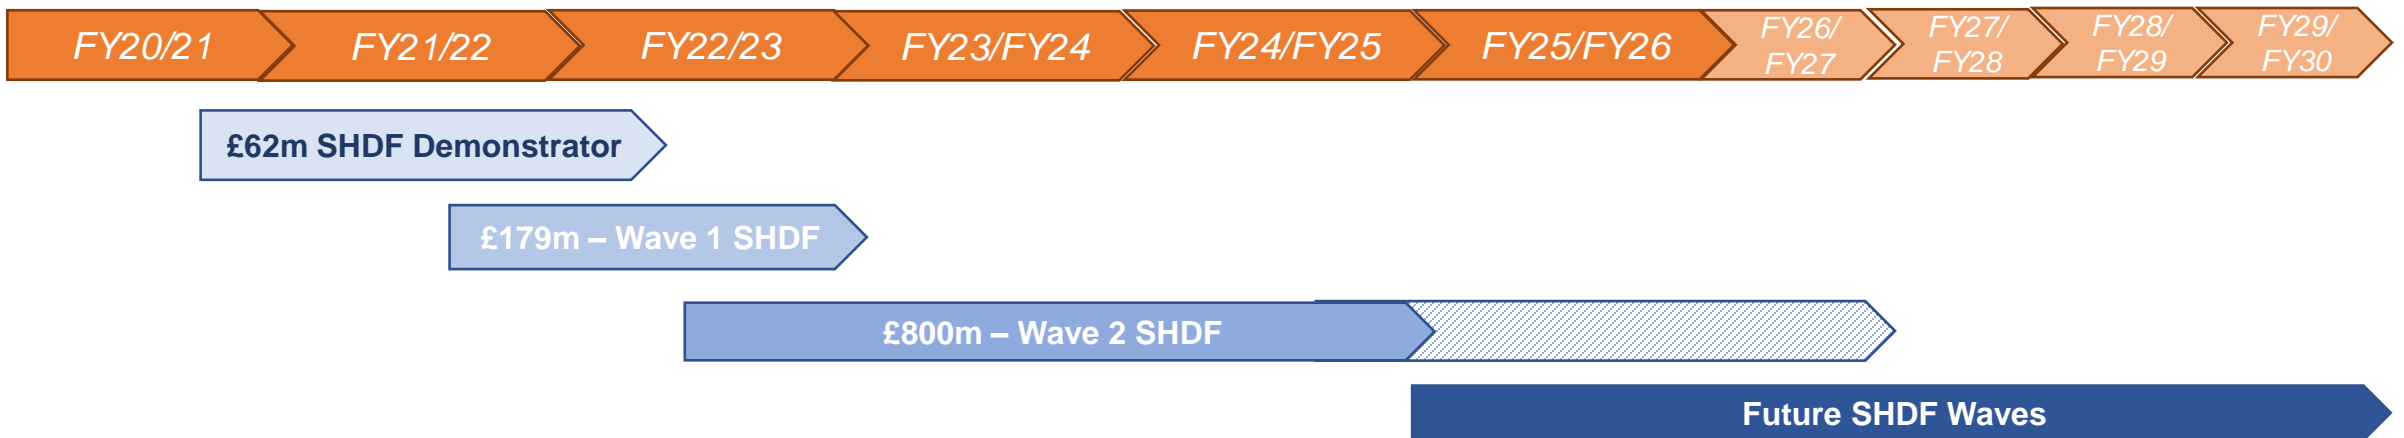 FY20/21
FY21/22
FY22/23
FY23/FY24
FY24/FY25
FY25/FY26
FY26/
FY27
FY27/
FY28
FY28/
FY29
FY29/
FY30
£62m SHDF Demonstrator
£179m – Wave 1 SHDF
£800m – Wave 2 SHDF
Future SHDF Waves